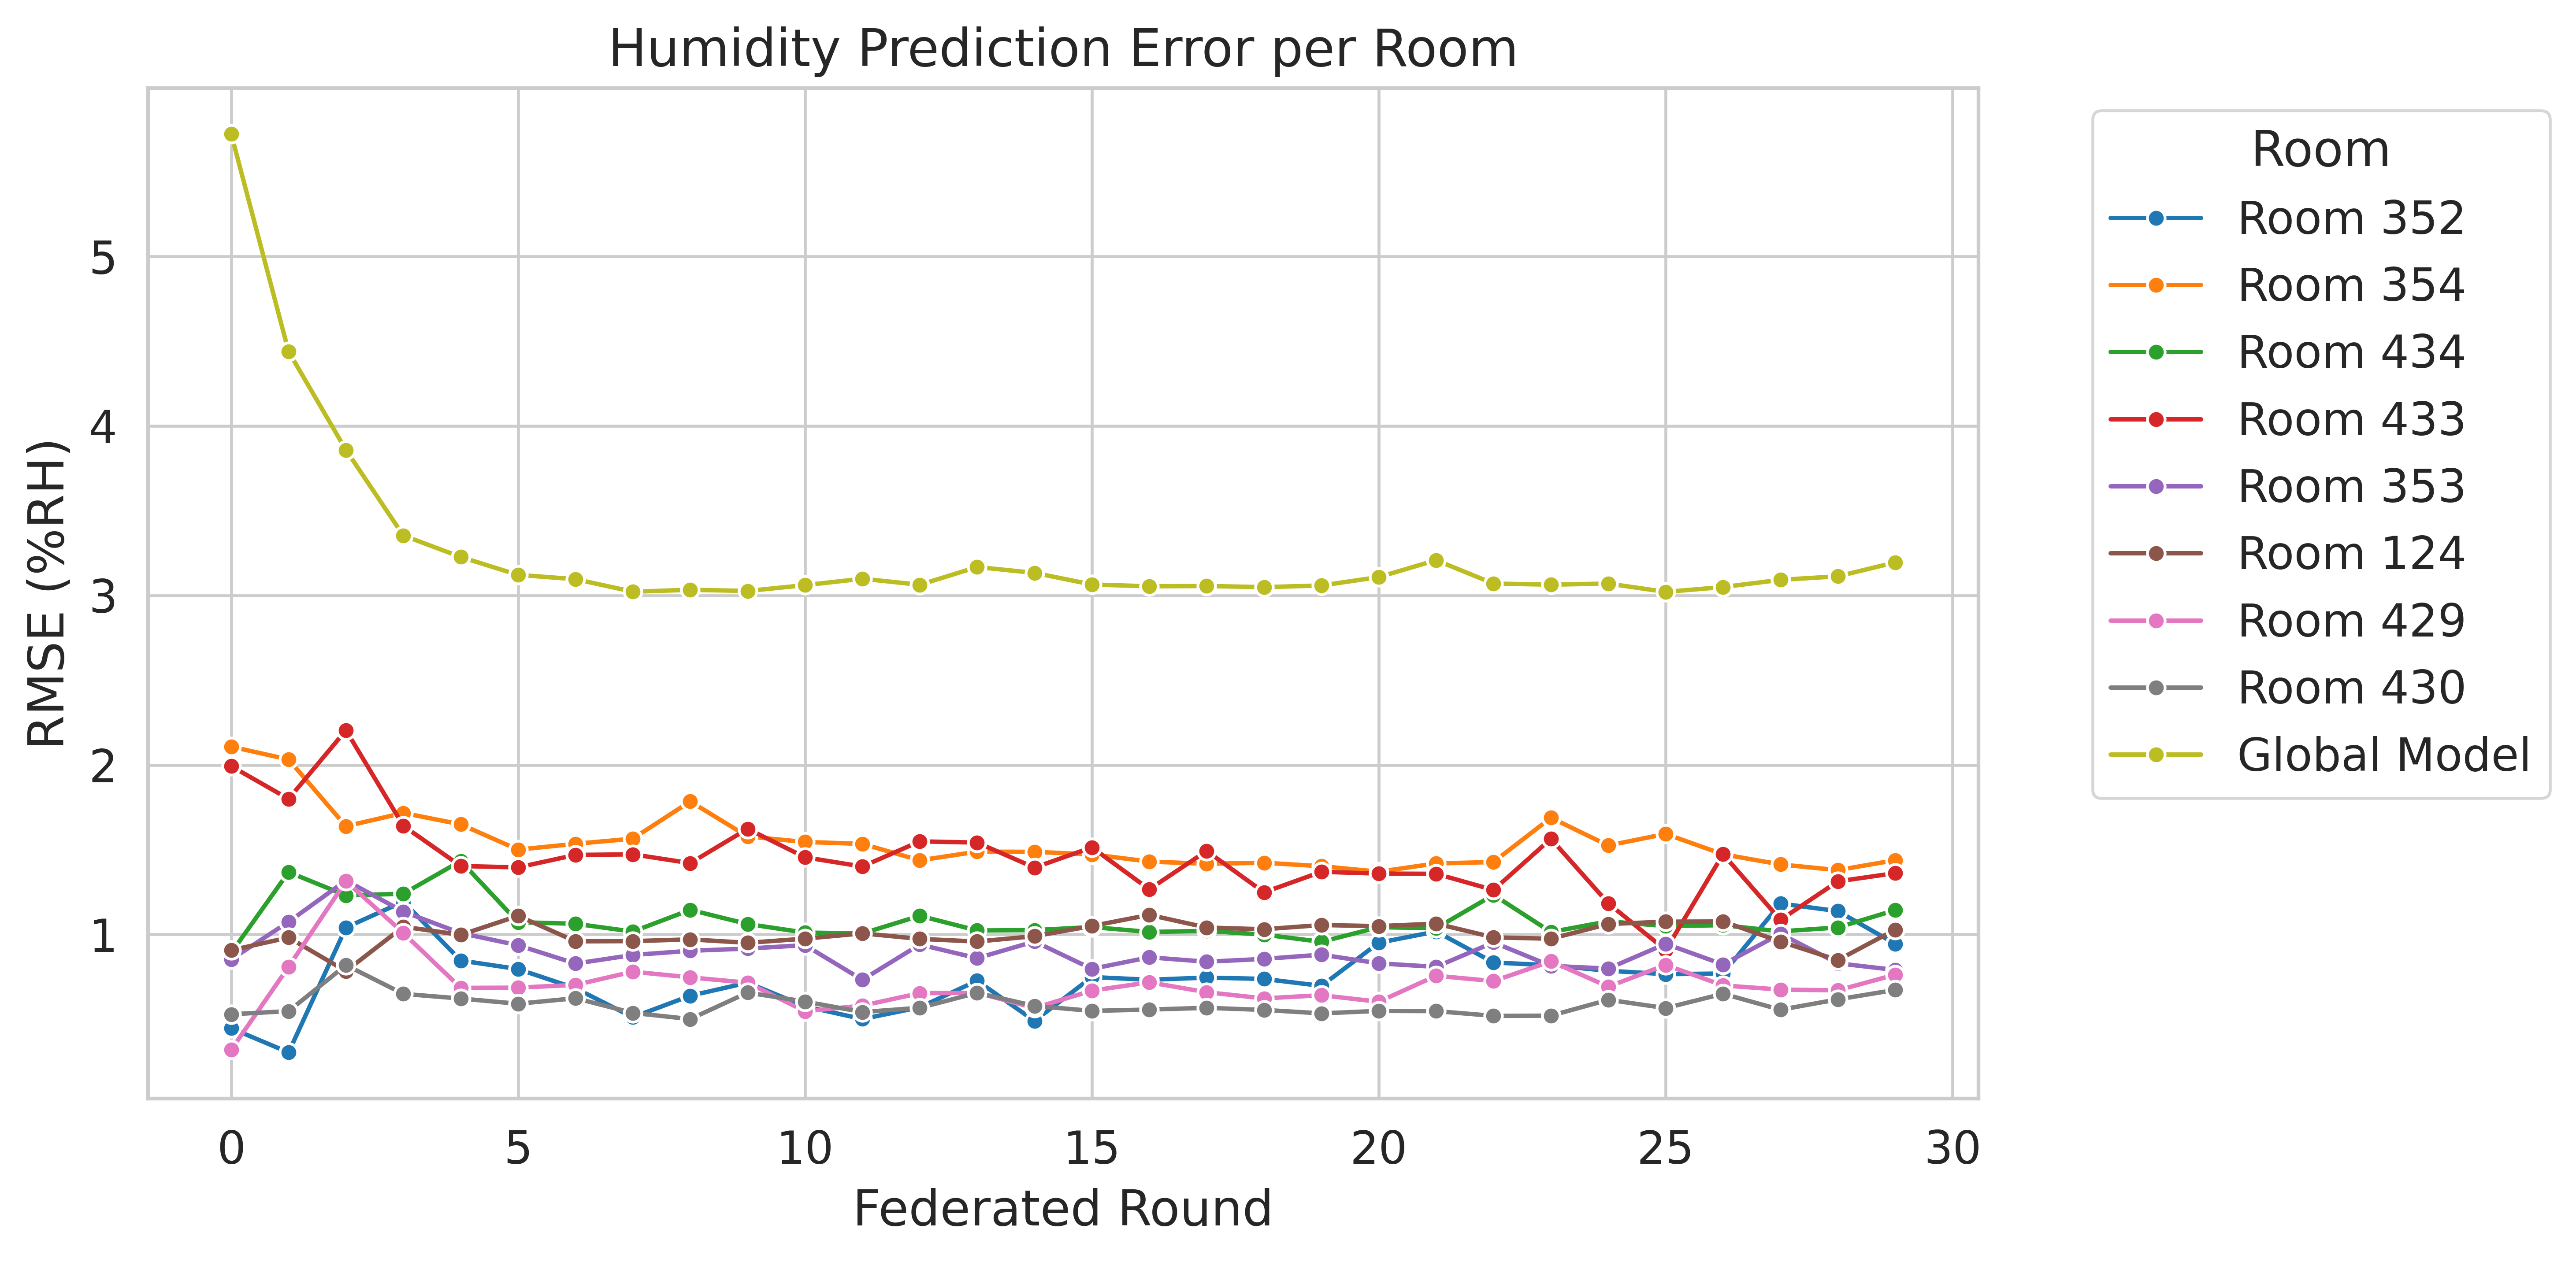 Humidity Prediction Error per Room
RMSE (%RH)
5
4
3
2
1
0 5 10 15 20 25 30
Federated Round
Room
Room 352
Room 354
Room 434
Room 433
Room 353
Room 124
Room 429
Room 430
Global Model